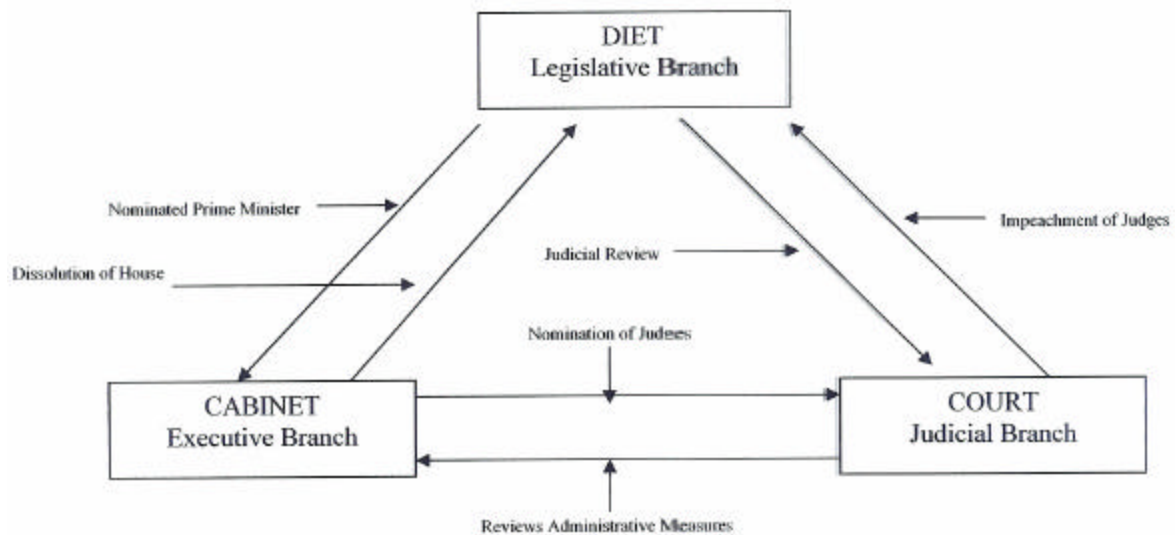 DIET
Legislative Branch
Nominated Prime Minister
Impeachment of Judges
Judicial Review
Dissolution of House
Nomination of Judges
CABINET
Executive Branch
COURT
Judicial Branch
Reviews Administrative Measures